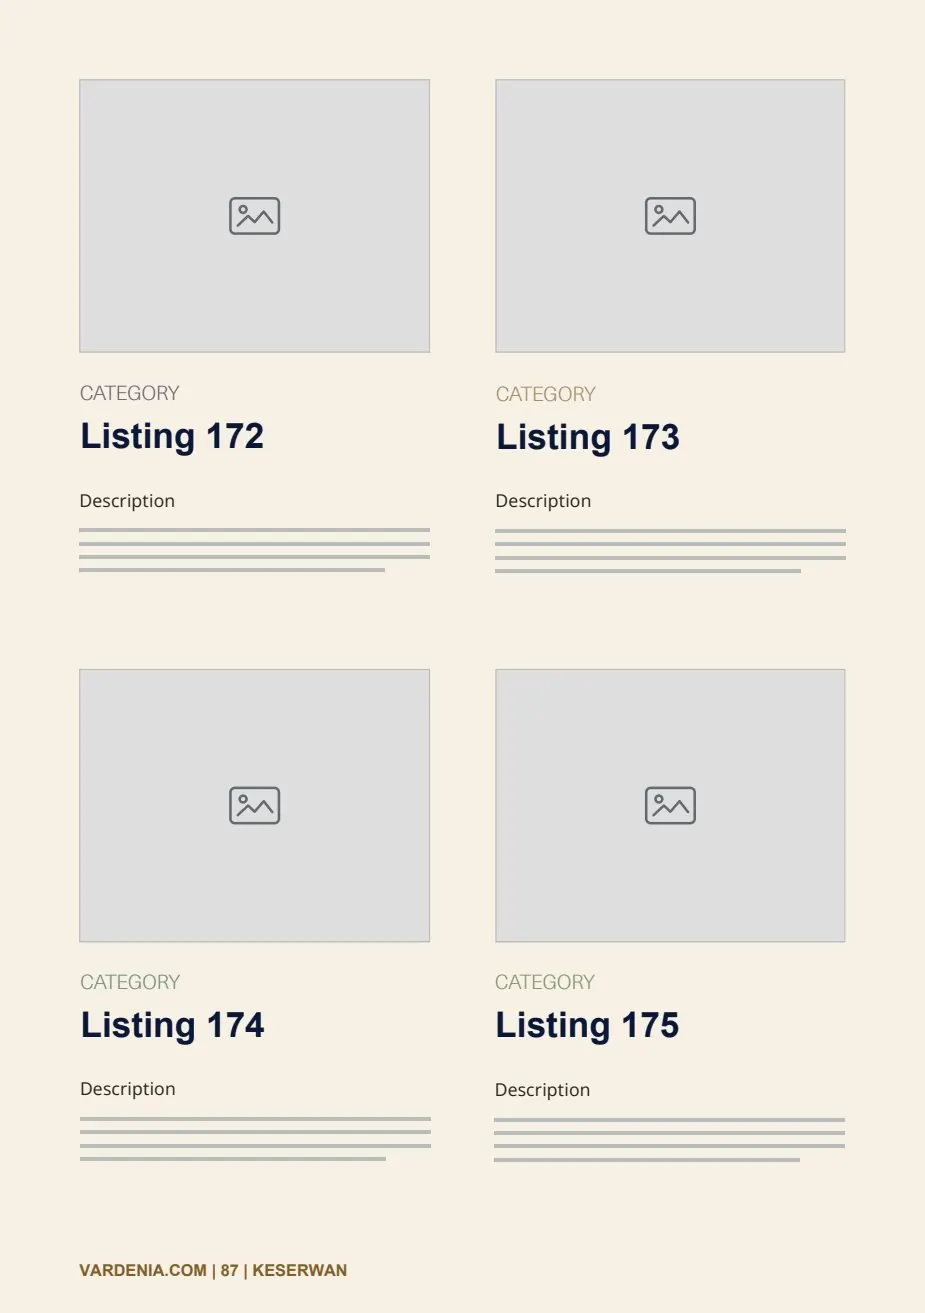 CATEGORY
Listing 172
Description
CATEGORY
Listing 173
Description
CATEGORY
Listing 174
Description
CATEGORY
Listing 175
Description
VARDENIA.COM | 87 | KESERWAN